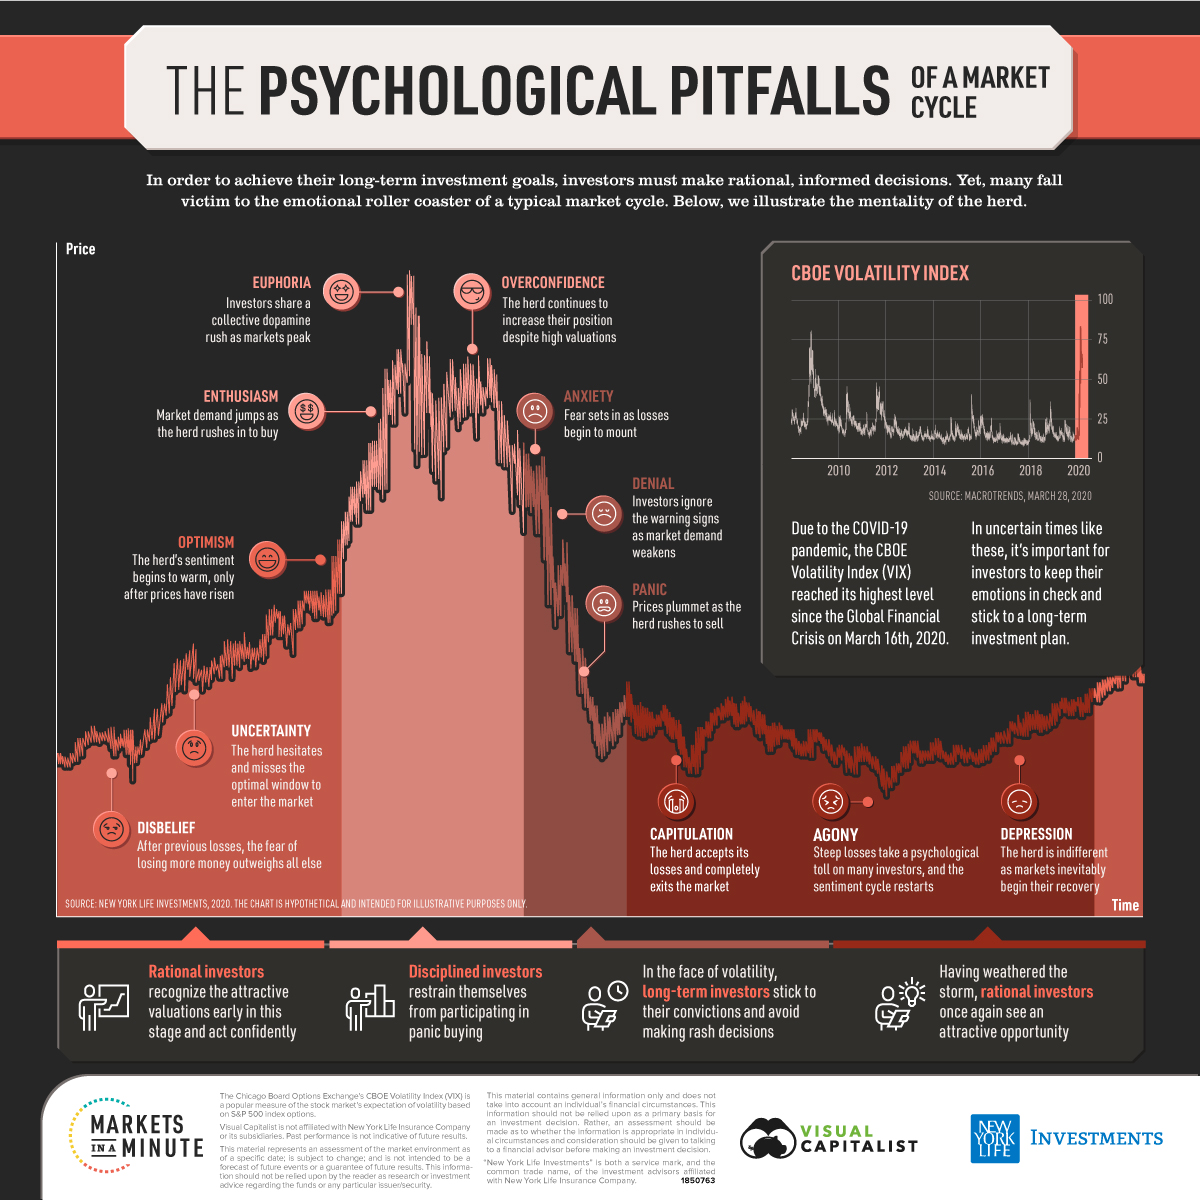 THE PSYCHOLOGICAL PITFALLS OF A MARKET
CYCLE
In order to achieve their long-term investment goals, investors must make rational, informed decisions. Yet, many fall
victim to the emotional roller coaster of a typical market cycle. Below, we illustrate the mentality of the herd.
Price
EUPHORIA
Investors share a
collective dopamine
rush as markets peak
OVERCONFIDENCE
The herd continues to
increase their position
despite high valuations
ENTHUSIASM
Market demand jumps as
the herd rushes in to buy
$$
ANXIETY
Fear sets in as losses
begin to mount
DENIAL
Investors ignore
the warning signs
as market demand
weakens
OPTIMISM
The herd's sentiment
begins to warm, only
after prices have risen
PANIC
Prices plummet as the
herd rushes to sell
UNCERTAINTY
The herd hesitates
and misses the
optimal window to
enter the market
DISBELIEF
After previous losses, the fear of
losing more money outweighs all else
CAPITULATION
The herd accepts its
losses and completely
exits the market
AGONY
Steep losses take a psychological
toll on many investors, and the
sentiment cycle restarts
DEPRESSION
The herd is indifferent
as markets inevitably
begin their recovery
SOURCE: NEW YORK LIFE INVESTMENTS, 2020. THE CHART IS HYPOTHETICAL AND INTENDED FOR ILLUSTRATIVE PURPOSES ONLY.
Time
CBOE VOLATILITY INDEX
100
75
50
25
0
2010 2012 2014 2016 2018 2020
SOURCE: MACROTRENDS, MARCH 28, 2020
Due to the COVID-19
pandemic, the CBOE
Volatility Index (VIX)
reached its highest level
since the Global Financial
Crisis on March 16th, 2020.
In uncertain times like
these, it's important for
investors to keep their
emotions in check and
stick to a long-term
investment plan.
Rational investors
recognize the attractive
valuations early in this
stage and act confidently
Disciplined investors
restrain themselves
from participating in
panic buying
In the face of volatility,
long-term investors stick to
their convictions and avoid
making rash decisions
Having weathered the
storm, rational investors
once again see an
attractive opportunity
MARKETS
IN A MINUTE
The Chicago Board Options Exchange's CBOE Volatility Index (VIX) is
a popular measure of the stock market's expectation of volatility based
on S&P 500 index options.
Visual Capitalist is not affiliated with New York Life Insurance Company
or its subsidiaries. Past performance is not indicative of future results.
This material represents an assessment of the market environment as
of a specific date; is subject to change; and is not intended to be a
forecast of future events or a guarantee of future results. This informa-
tion should not be relied upon by the reader as research or investment
advice regarding the funds or any particular issuer/security.
This material contains general information only and does not
take into account an individual's financial circumstances. This
information should not be relied upon as a primary basis for
an investment decision. Rather, an assessment should be
made as to whether the information is appropriate in individu-
al circumstances and consideration should be given to talking
to a financial advisor before making an investment decision.
"New York Life Investments" is both a service mark, and the
common trade name, of the investment advisors affiliated
with New York Life Insurance Company. 1850763
VISUAL
CAPITALIST
NEW
YORK
LIFE
INVESTMENTS